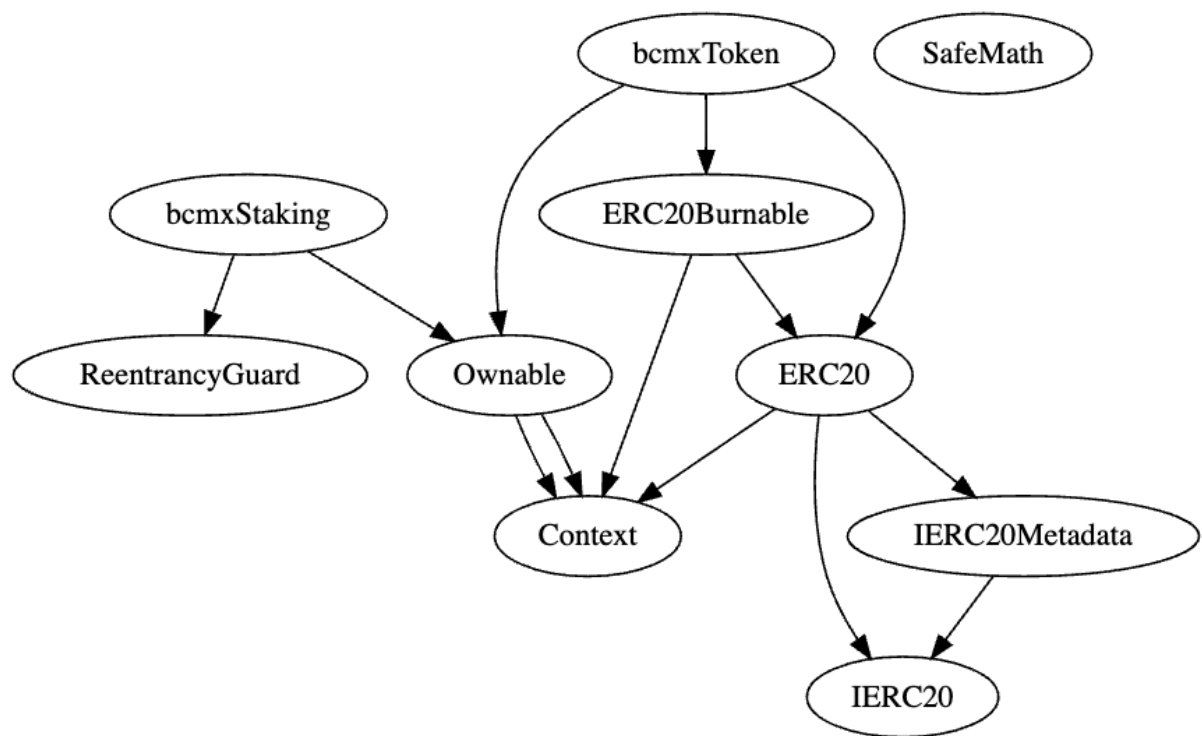 bcmxToken
SafeMath
bcmxStaking
ERC20Burnable
ReentrancyGuard
Ownable
ERC20
Context
IERC20Metadata
IERC20